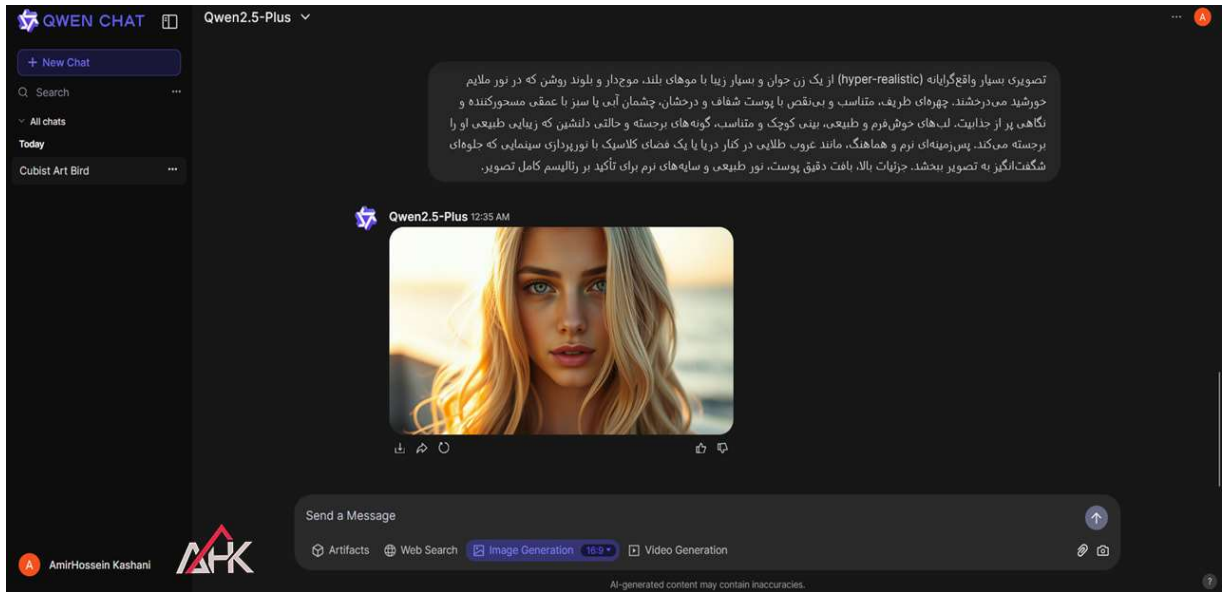 QWEN CHAT
Qwen2.5-Plus
A
+ New Chat
Search
All chats
Today
Cubist Art Bird
تصویری بسیار واقع‌گرایانه (hyper-realistic) از یک زن جوان و بسیار زیبا با موهای بلند، موج‌دار و بلوند روشن که در نور ملایم
خورشید می‌درخشند. چهره‌ای ظریف، متناسب و بی‌نقص با پوست شفاف و درخشان، چشمان آبی یا سبز با عمقی مسحورکننده و
نگاهی پر از جذابیت. لب‌های خوش‌فرم و طبیعی، بینی کوچک و متناسب، گونه‌های برجسته و حالتی دلنشین که زیبایی طبیعی او را
برجسته می‌کند. پس‌زمینه‌ای نرم و هماهنگ، مانند غروب طلایی در کنار دریا یا یک فضای کلاسیک با نورپردازی سینمایی که جلوه‌ای
شگفت‌انگیز به تصویر ببخشد. جزئیات بالا، بافت دقیق پوست، نور طبیعی و سایه‌های نرم برای تأکید بر رئالیسم کامل تصویر.
Qwen2.5-Plus 12:35 AM
Send a Message
Artifacts Web Search Image Generation 16:9 Video Generation
A AmirHossein Kashani
AHK
AI-generated content may contain inaccuracies.
?